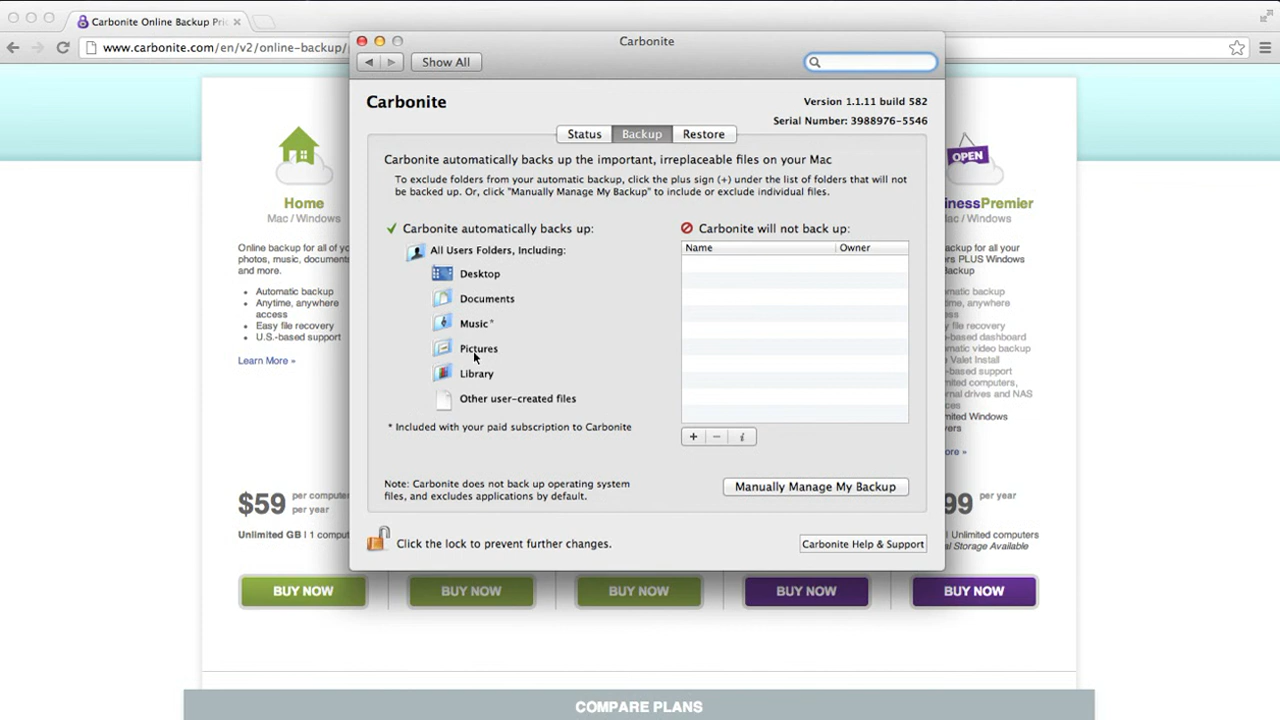 Carbonite Online Backup Pri
www.carbonite.com/en/v2/online-backup/
Carbonite
Show All
Carbonite
Version 1.1.11 build 582
Serial Number: 3988976-5546
Status
Backup
Restore
Carbonite automatically backs up the important, irreplaceable files on your Mac
To exclude folders from your automatic backup, click the plus sign (+) under the list of folders that will not
be backed up. Or, click "Manually Manage My Backup" to include or exclude individual files.
Carbonite automatically backs up:
All Users Folders, Including:
Desktop
Documents
Music*
Pictures
Library
Other user-created files
* Included with your paid subscription to Carbonite
Carbonite will not back up:
Name
Owner
+ − i
Note: Carbonite does not back up operating system
files, and excludes applications by default.
Manually Manage My Backup
Click the lock to prevent further changes.
Carbonite Help & Support
Home
Mac / Windows
Online backup for all of y
photos, music, document
and more.
• Automatic backup
• Anytime, anywhere
access
• Easy file recovery
• U.S.-based support
Learn More »
$59 per compute
per year
Unlimited GB | 1 comput
OPEN
inessPremier
Mac / Windows
backup for all your
rs PLUS Windows
Backup
matic backup
me, anywhere
s
file recovery
-based dashboard
matic video backup
e Valet Install
-based support
mited computers,
rnal drives and NAS
es
mited Windows
vers
ore »
99 per year
| Unlimited computers
al Storage Available
BUY NOW
BUY NOW
BUY NOW
BUY NOW
BUY NOW
COMPARE PLANS